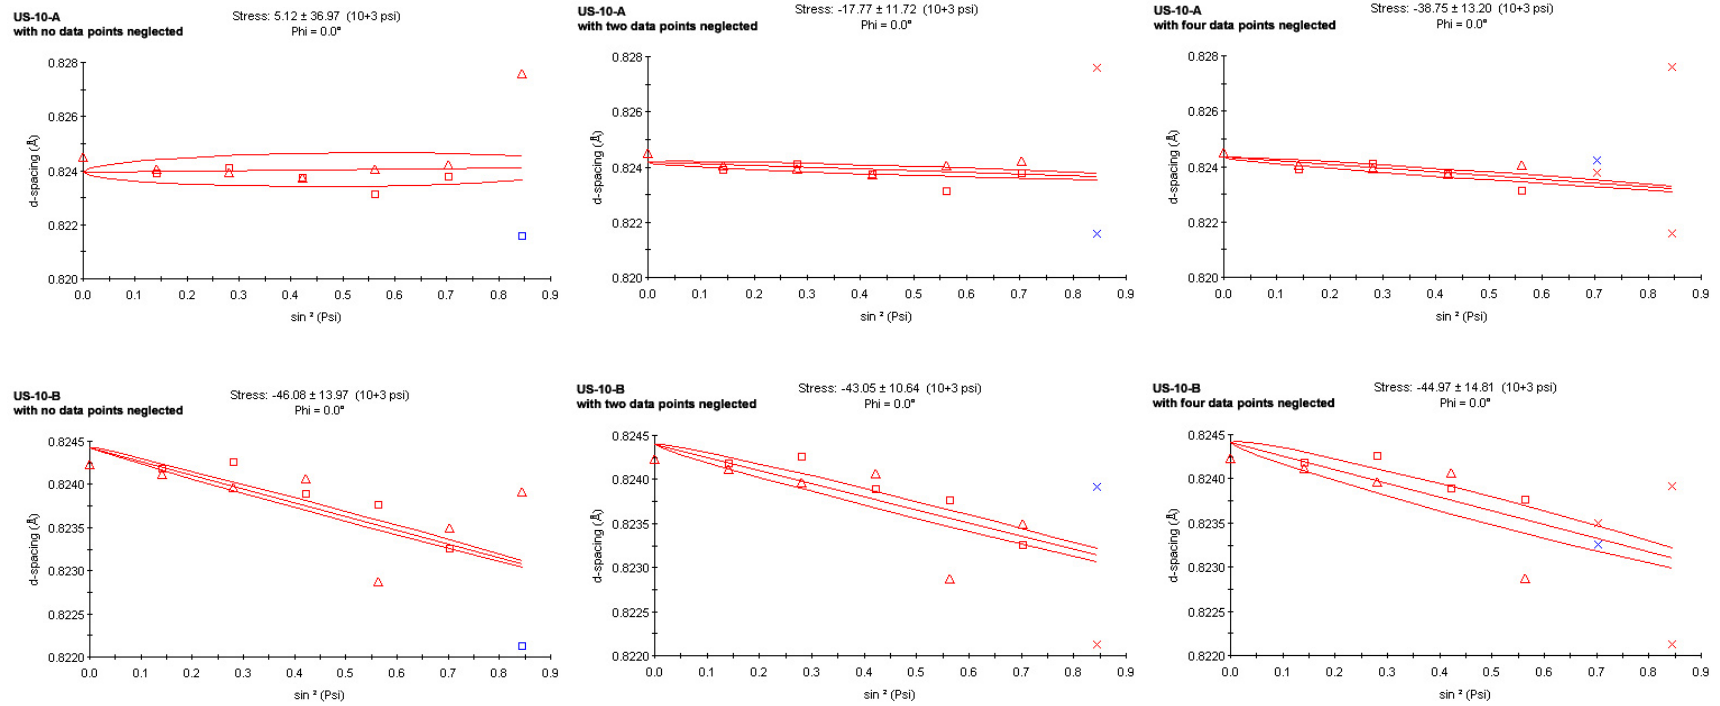 US-10-A
with no data points neglected
Stress: 5.12 ± 36.97 (10+3 psi)
Phi = 0.0°
0.828
0.826
0.824
0.822
0.820
d-spacing (Å)
0.0 0.1 0.2 0.3 0.4 0.5 0.6 0.7 0.8 0.9
sin ² (Psi)
US-10-A
with two data points neglected
Stress: -17.77 ± 11.72 (10+3 psi)
Phi = 0.0°
0.828
0.826
0.824
0.822
0.820
d-spacing (Å)
0.0 0.1 0.2 0.3 0.4 0.5 0.6 0.7 0.8 0.9
sin ² (Psi)
US-10-A
with four data points neglected
Stress: -38.75 ± 13.20 (10+3 psi)
Phi = 0.0°
0.828
0.826
0.824
0.822
0.820
d-spacing (Å)
0.0 0.1 0.2 0.3 0.4 0.5 0.6 0.7 0.8 0.9
sin ² (Psi)
US-10-B
with no data points neglected
Stress: -46.08 ± 13.97 (10+3 psi)
Phi = 0.0°
0.8245
0.8240
0.8235
0.8230
0.8225
0.8220
d-spacing (Å)
0.0 0.1 0.2 0.3 0.4 0.5 0.6 0.7 0.8 0.9
sin ² (Psi)
US-10-B
with two data points neglected
Stress: -43.05 ± 10.64 (10+3 psi)
Phi = 0.0°
0.8245
0.8240
0.8235
0.8230
0.8225
0.8220
d-spacing (Å)
0.0 0.1 0.2 0.3 0.4 0.5 0.6 0.7 0.8 0.9
sin ² (Psi)
US-10-B
with four data points neglected
Stress: -44.97 ± 14.81 (10+3 psi)
Phi = 0.0°
0.8245
0.8240
0.8235
0.8230
0.8225
0.8220
d-spacing (Å)
0.0 0.1 0.2 0.3 0.4 0.5 0.6 0.7 0.8 0.9
sin ² (Psi)